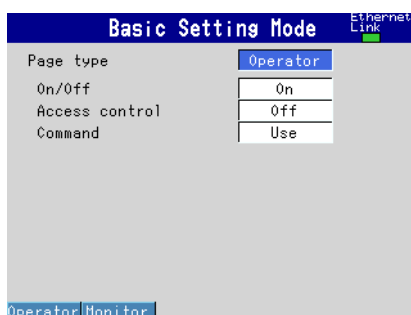 Basic Setting Mode
Ethernet
Link
Page type Operator
On/Off On
Access control Off
Command Use
Operator Monitor